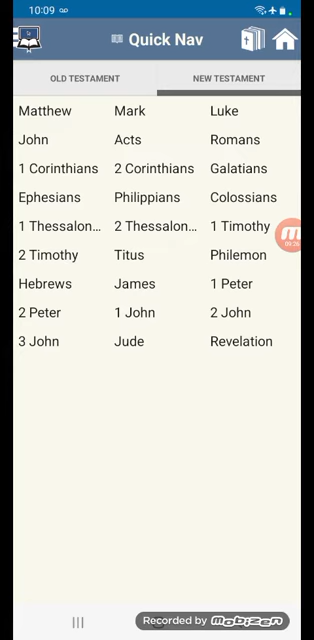 10:09
Quick Nav
OLD TESTAMENT NEW TESTAMENT
Matthew Mark Luke
John Acts Romans
1 Corinthians 2 Corinthians Galatians
Ephesians Philippians Colossians
1 Thessalon... 2 Thessalon... 1 Timothy
09:26
2 Timothy Titus Philemon
Hebrews James 1 Peter
2 Peter 1 John 2 John
3 John Jude Revelation
Recorded by mobizen